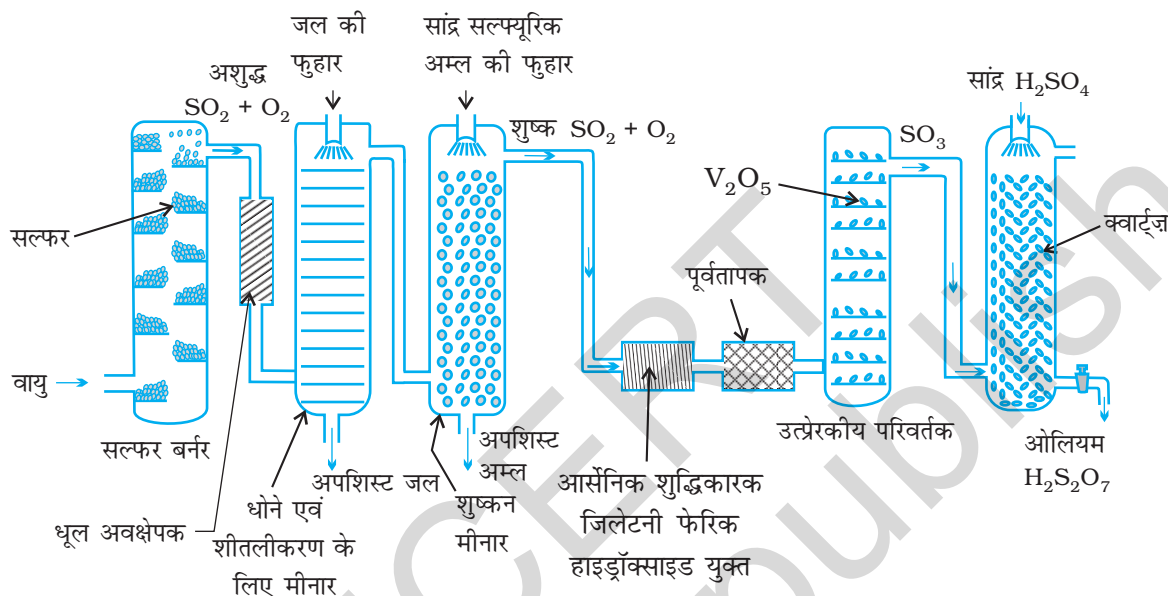 जल की
फुहार
सांद्र सल्फ्यूरिक
अम्ल की फुहार
अशुद्ध
SO₂ + O₂
शुष्क SO₂ + O₂
सांद्र H₂SO₄
SO₃
V₂O₅
सल्फर
क्वार्ट्ज़
पूर्वतापक
वायु
सल्फर बर्नर
धूल अवक्षेपक
अपशिस्ट जल
धोने एवं
शीतलीकरण के
लिए मीनार
अपशिस्ट
अम्ल
शुष्कन
मीनार
आर्सेनिक शुद्धिकारक
जिलेटनी फेरिक
हाइड्रॉक्साइड युक्त
उत्प्रेरकीय परिवर्तक
ओलियम
H₂S₂O₇